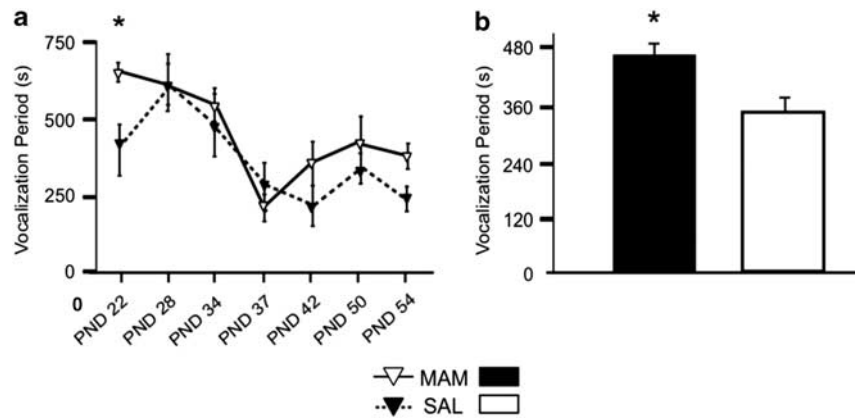 a
*
750
500
250
0
0
Vocalization Period (s)
PND 22
PND 28
PND 34
PND 37
PND 42
PND 50
PND 54
b
*
480
360
240
120
0
Vocalization Period (s)
MAM
SAL